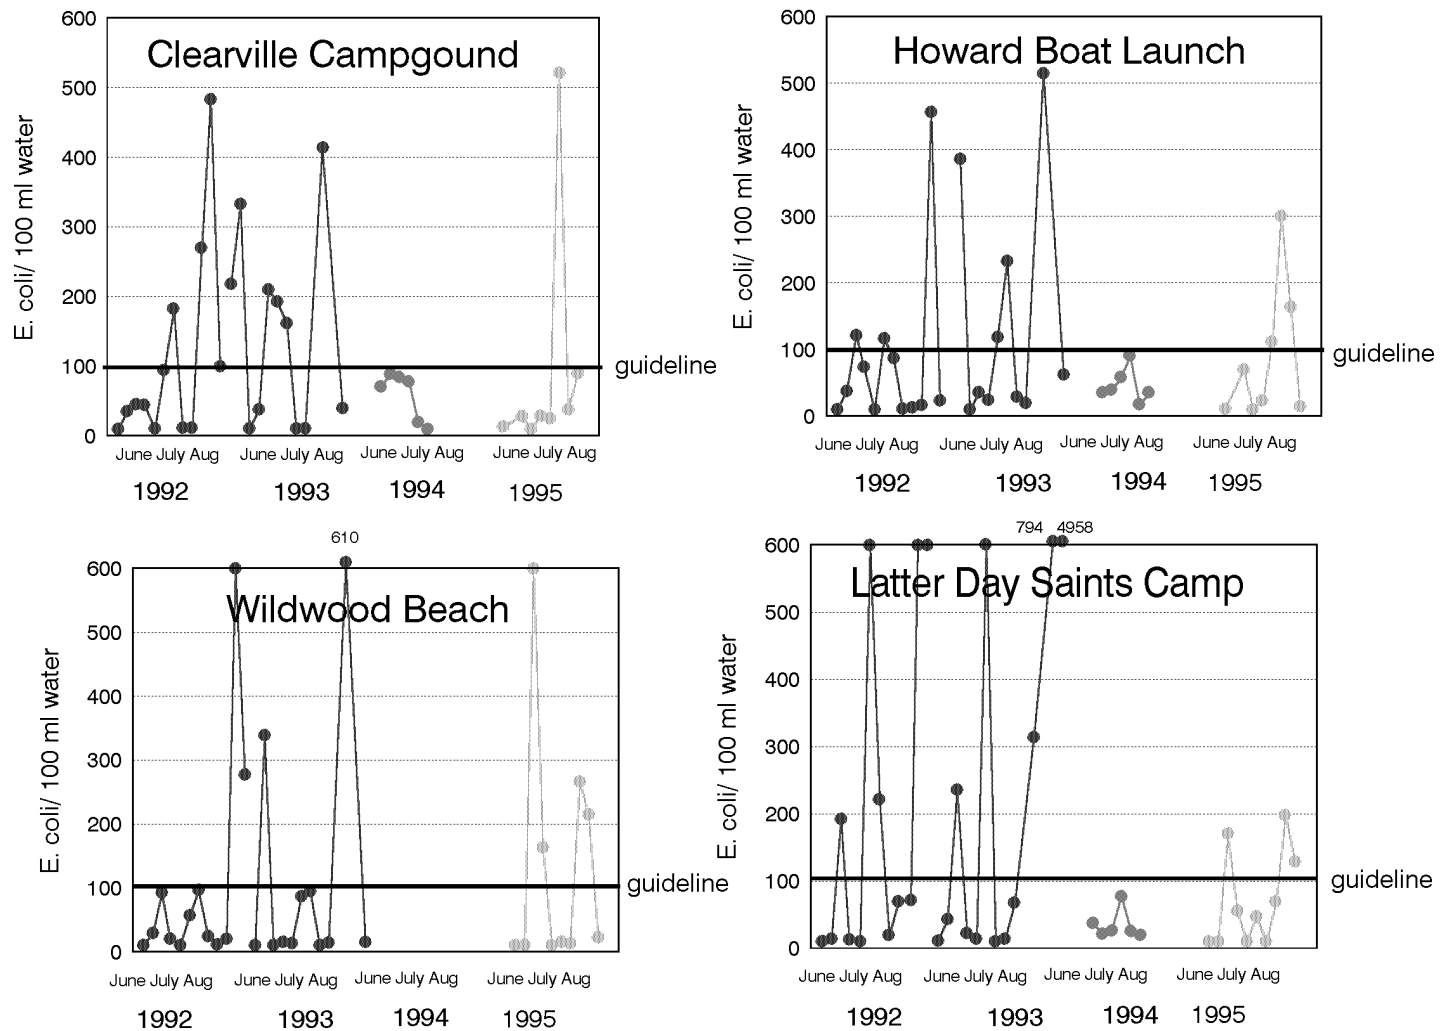 Clearville Campgound
E. coli/ 100 ml water
600
500
400
300
200
100
0
guideline
June July Aug June July Aug June July Aug June July Aug
1992 1993 1994 1995
Howard Boat Launch
E. coli/ 100 ml water
600
500
400
300
200
100
0
guideline
June July Aug June July Aug June July Aug June July Aug
1992 1993 1994 1995
610
Wildwood Beach
E. coli/ 100 ml water
600
500
400
300
200
100
0
guideline
June July Aug June July Aug June July Aug June July Aug
1992 1993 1994 1995
794 4958
Latter Day Saints Camp
E. coli/ 100 ml water
600
500
400
300
200
100
0
guideline
June July Aug June July Aug June July Aug June July Aug
1992 1993 1994 1995